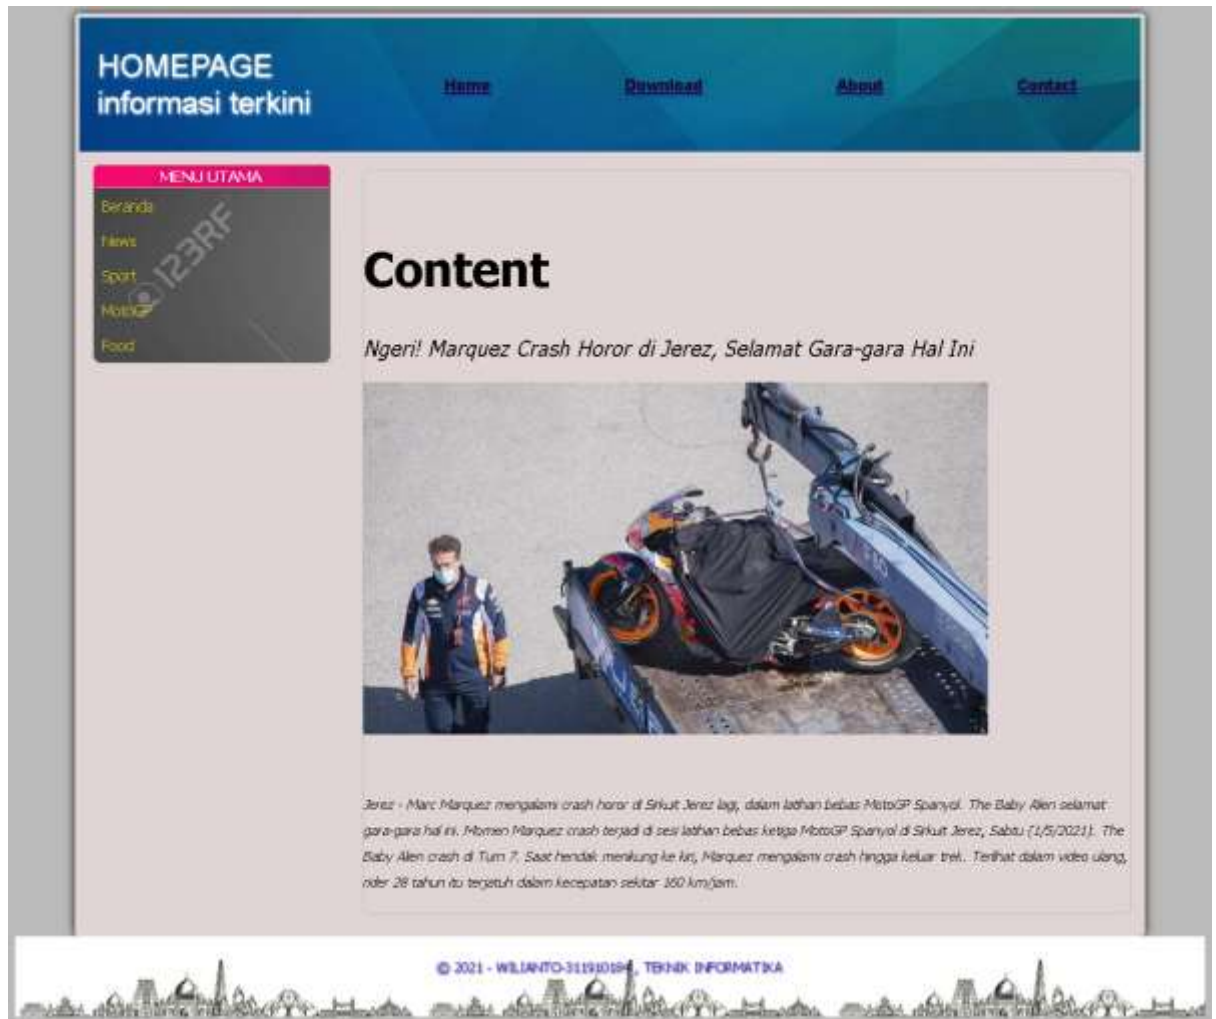 HOMEPAGE
informasi terkini
Home Download About Contact
MENU UTAMA
Beranda
News
Sport
MotoGP
Food
123RF
Content
Ngeri! Marquez Crash Horor di Jerez, Selamat Gara-gara Hal Ini
Jerez - Marc Marquez mengalami crash horor di Sirkuit Jerez lagi, dalam latihan bebas MotoGP Spanyol. The Baby Alien selamat
gara-gara hal ini. Momen Marquez crash terjadi di sesi latihan bebas ketiga MotoGP Spanyol di Sirkuit Jerez, Sabtu (1/5/2021). The
Baby Alien crash di Turn 7. Saat hendak menikung ke kiri, Marquez mengalami crash hingga keluar trek. Terlihat dalam video ulang,
rider 28 tahun itu terjatuh dalam kecepatan sekitar 160 km/jam.
© 2021 - WILIANTO-311910184 , TEKNIK INFORMATIKA